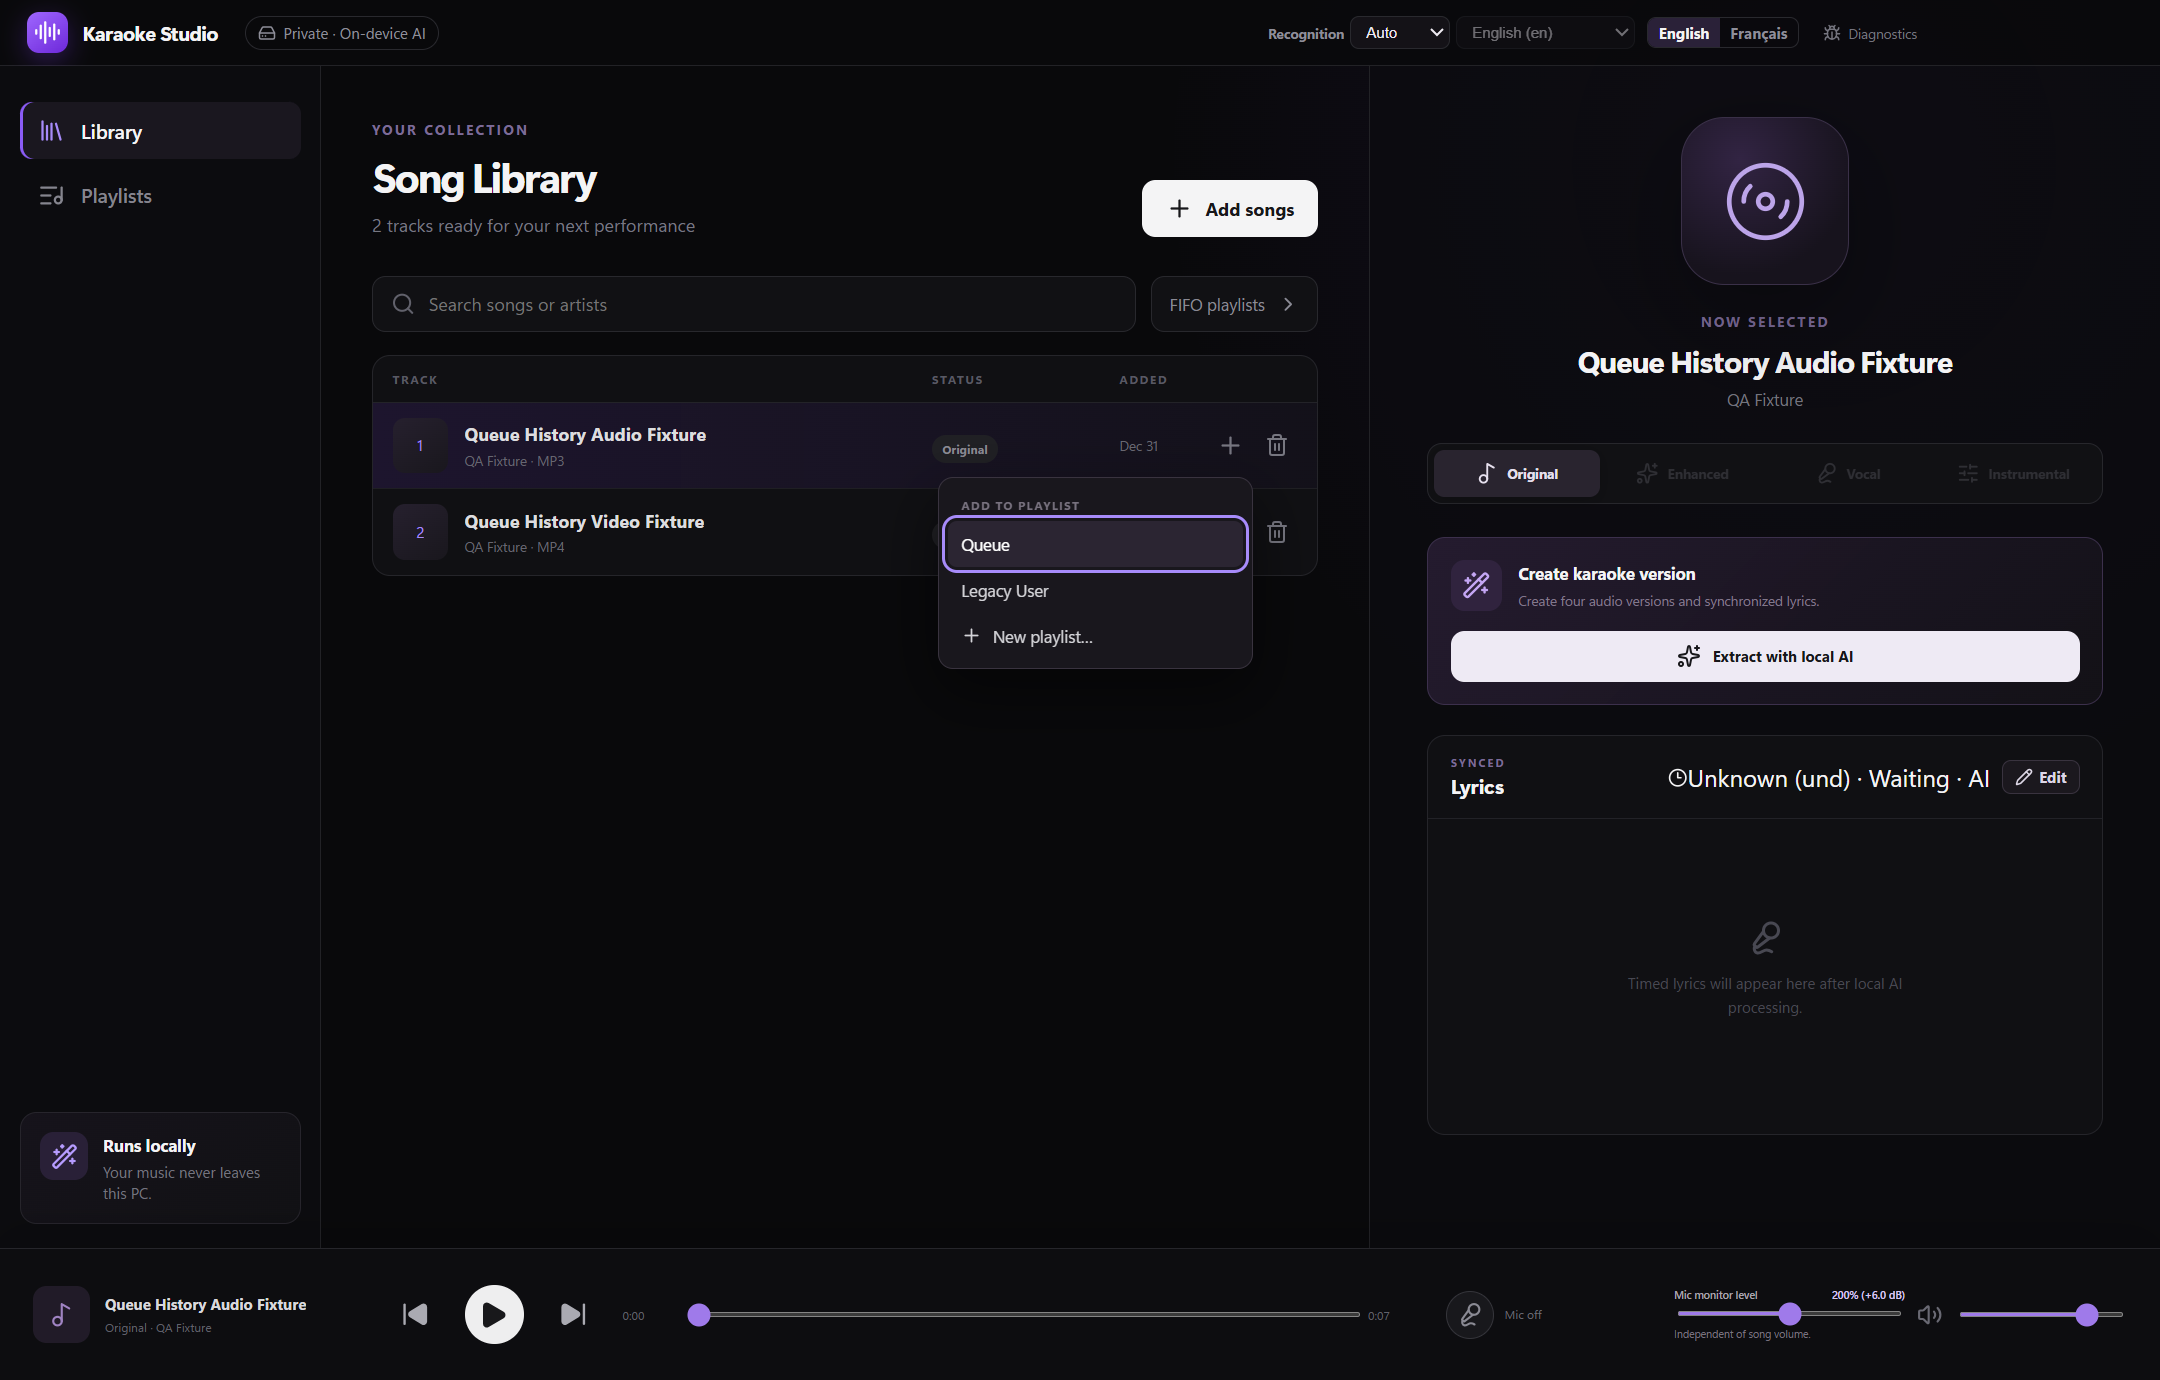 Karaoke Studio
Private · On-device AI
Recognition
Auto
English (en)
English
Français
Diagnostics
Library
Playlists
Runs locally
Your music never leaves
this PC.
YOUR COLLECTION
Song Library
2 tracks ready for your next performance
Add songs
Search songs or artists
FIFO playlists
TRACK
STATUS
ADDED
1
Queue History Audio Fixture
QA Fixture · MP3
Original
Dec 31
2
Queue History Video Fixture
QA Fixture · MP4
ADD TO PLAYLIST
Queue
Legacy User
New playlist...
NOW SELECTED
Queue History Audio Fixture
QA Fixture
Original
Enhanced
Vocal
Instrumental
Create karaoke version
Create four audio versions and synchronized lyrics.
Extract with local AI
SYNCED
Lyrics
Unknown (und) · Waiting · AI
Edit
Timed lyrics will appear here after local AI
processing.
Queue History Audio Fixture
Original · QA Fixture
0:00
0:07
Mic off
Mic monitor level
200% (+6.0 dB)
Independent of song volume.